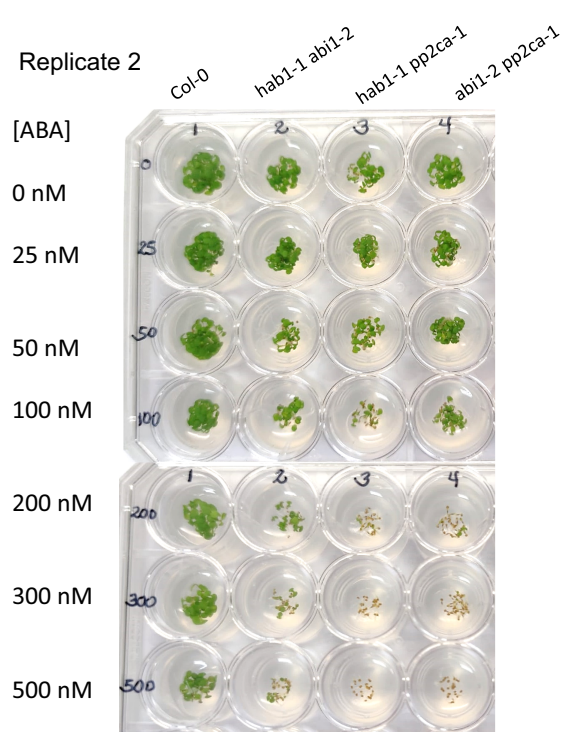 Replicate 2
Col-0
hab1-1 abi1-2
hab1-1 pp2ca-1
abi1-2 pp2ca-1
[ABA]
1 2 3 4
0
0 nM
25
25 nM
50
50 nM
100
100 nM
1 2 3 4
200 nM
200
300 nM
300
500 nM
500